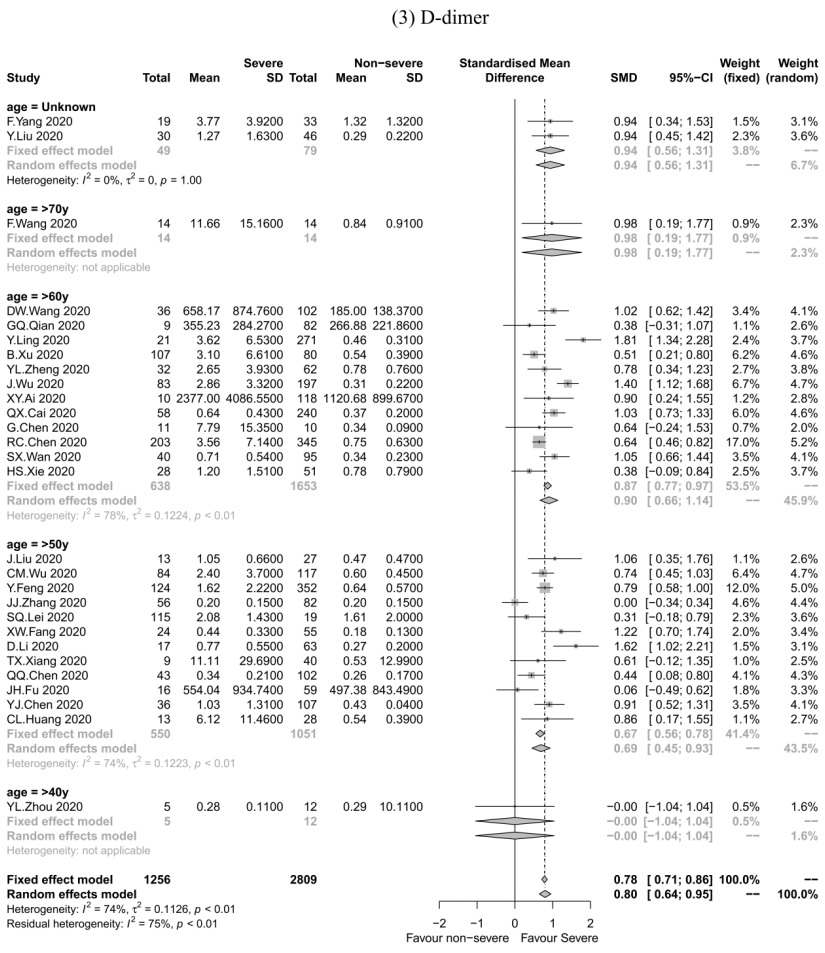 (3) D-dimer
Severe Non−severe Standardised Mean Weight Weight
Study Total Mean SD Total Mean SD Difference SMD 95%−CI (fixed) (random)
age = Unknown
F.Yang 2020 19 3.77 3.9200 33 1.32 1.3200 0.94 [ 0.34; 1.53] 1.5% 3.1%
Y.Liu 2020 30 1.27 1.6300 46 0.29 0.2200 0.94 [ 0.45; 1.42] 2.3% 3.6%
Fixed effect model 49 79 0.94 [ 0.56; 1.31] 3.8% −−
Random effects model 0.94 [ 0.56; 1.31] −− 6.7%
Heterogeneity: I² = 0%, τ² = 0, p = 1.00
age = >70y
F.Wang 2020 14 11.66 15.1600 14 0.84 0.9100 0.98 [ 0.19; 1.77] 0.9% 2.3%
Fixed effect model 14 14 0.98 [ 0.19; 1.77] 0.9% −−
Random effects model 0.98 [ 0.19; 1.77] −− 2.3%
Heterogeneity: not applicable
age = >60y
DW.Wang 2020 36 658.17 874.7600 102 185.00 138.3700 1.02 [ 0.62; 1.42] 3.4% 4.1%
GQ.Qian 2020 9 355.23 284.2700 82 266.88 221.8600 0.38 [−0.31; 1.07] 1.1% 2.6%
Y.Ling 2020 21 3.62 6.5300 271 0.46 0.3100 1.81 [ 1.34; 2.28] 2.4% 3.7%
B.Xu 2020 107 3.10 6.6100 80 0.54 0.3900 0.51 [ 0.21; 0.80] 6.2% 4.6%
YL.Zheng 2020 32 2.65 3.9300 62 0.78 0.7600 0.78 [ 0.34; 1.23] 2.7% 3.8%
J.Wu 2020 83 2.86 3.3200 197 0.31 0.2200 1.40 [ 1.12; 1.68] 6.7% 4.7%
XY.Ai 2020 10 2377.00 4086.5500 118 1120.68 899.6700 0.90 [ 0.24; 1.55] 1.2% 2.8%
QX.Cai 2020 58 0.64 0.4300 240 0.37 0.2000 1.03 [ 0.73; 1.33] 6.0% 4.6%
G.Chen 2020 11 7.79 15.3500 10 0.34 0.0900 0.64 [−0.24; 1.53] 0.7% 2.0%
RC.Chen 2020 203 3.56 7.1400 345 0.75 0.6300 0.64 [ 0.46; 0.82] 17.0% 5.2%
SX.Wan 2020 40 0.71 0.5400 95 0.34 0.2300 1.05 [ 0.66; 1.44] 3.5% 4.1%
HS.Xie 2020 28 1.20 1.5100 51 0.78 0.7900 0.38 [−0.09; 0.84] 2.5% 3.7%
Fixed effect model 638 1653 0.87 [ 0.77; 0.97] 53.5% −−
Random effects model 0.90 [ 0.66; 1.14] −− 45.9%
Heterogeneity: I² = 78%, τ² = 0.1224, p < 0.01
age = >50y
J.Liu 2020 13 1.05 0.6600 27 0.47 0.4700 1.06 [ 0.35; 1.76] 1.1% 2.6%
CM.Wu 2020 84 2.40 3.7000 117 0.60 0.4500 0.74 [ 0.45; 1.03] 6.4% 4.7%
Y.Feng 2020 124 1.62 2.2200 352 0.64 0.5700 0.79 [ 0.58; 1.00] 12.0% 5.0%
JJ.Zhang 2020 56 0.20 0.1500 82 0.20 0.1500 0.00 [−0.34; 0.34] 4.6% 4.4%
SQ.Lei 2020 115 2.08 1.4300 19 1.61 2.0000 0.31 [−0.18; 0.79] 2.3% 3.6%
XW.Fang 2020 24 0.44 0.3300 55 0.18 0.1300 1.22 [ 0.70; 1.74] 2.0% 3.4%
D.Li 2020 17 0.77 0.5500 63 0.27 0.2000 1.62 [ 1.02; 2.21] 1.5% 3.1%
TX.Xiang 2020 9 11.11 29.6900 40 0.53 12.9900 0.61 [−0.12; 1.35] 1.0% 2.5%
QQ.Chen 2020 43 0.34 0.2100 102 0.26 0.1700 0.44 [ 0.08; 0.80] 4.1% 4.3%
JH.Fu 2020 16 554.04 934.7400 59 497.38 843.4900 0.06 [−0.49; 0.62] 1.8% 3.3%
YJ.Chen 2020 36 1.03 1.3100 107 0.43 0.0400 0.91 [ 0.52; 1.31] 3.5% 4.1%
CL.Huang 2020 13 6.12 11.4600 28 0.54 0.3900 0.86 [ 0.17; 1.55] 1.1% 2.7%
Fixed effect model 550 1051 0.67 [ 0.56; 0.78] 41.4% −−
Random effects model 0.69 [ 0.45; 0.93] −− 43.5%
Heterogeneity: I² = 74%, τ² = 0.1223, p < 0.01
age = >40y
YL.Zhou 2020 5 0.28 0.1100 12 0.29 10.1100 −0.00 [−1.04; 1.04] 0.5% 1.6%
Fixed effect model 5 12 −0.00 [−1.04; 1.04] 0.5% −−
Random effects model −0.00 [−1.04; 1.04] −− 1.6%
Heterogeneity: not applicable
Fixed effect model 1256 2809 0.78 [ 0.71; 0.86] 100.0% −−
Random effects model 0.80 [ 0.64; 0.95] −− 100.0%
Heterogeneity: I² = 74%, τ² = 0.1126, p < 0.01
Residual heterogeneity: I² = 75%, p < 0.01
−2 −1 0 1 2
Favour non−severe Favour Severe